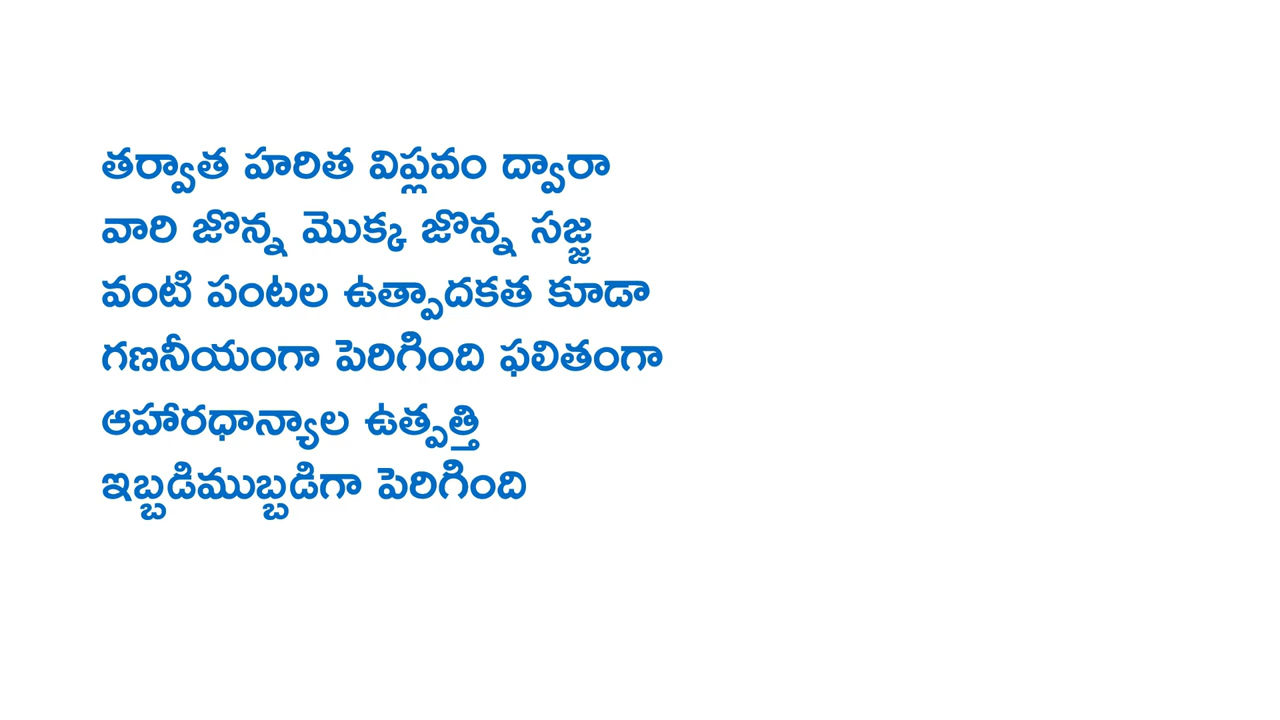 తర్వాత హరిత విప్లవం ద్వారా
వారి జొన్న మొక్క జొన్న సజ్జ
వంటి పంటల ఉత్పాదకత కూడా
గణనీయంగా పెరిగింది ఫలితంగా
ఆహారధాన్యాల ఉత్పత్తి
ఇబ్బడిముబ్బడిగా పెరిగింది